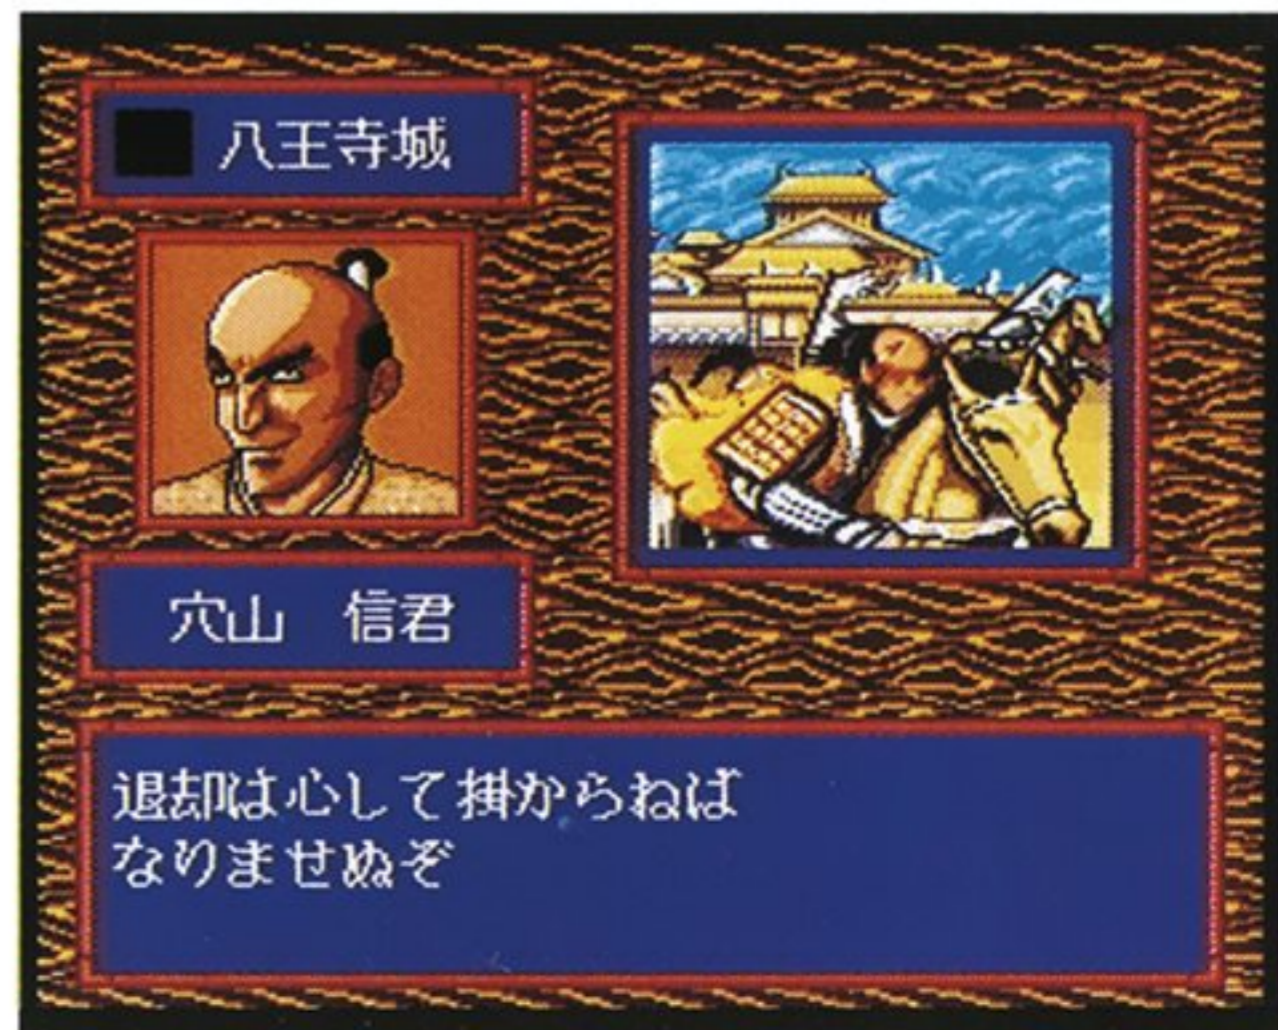 八王寺城
穴山　信君
退却は心して掛からねば
なりませぬぞ